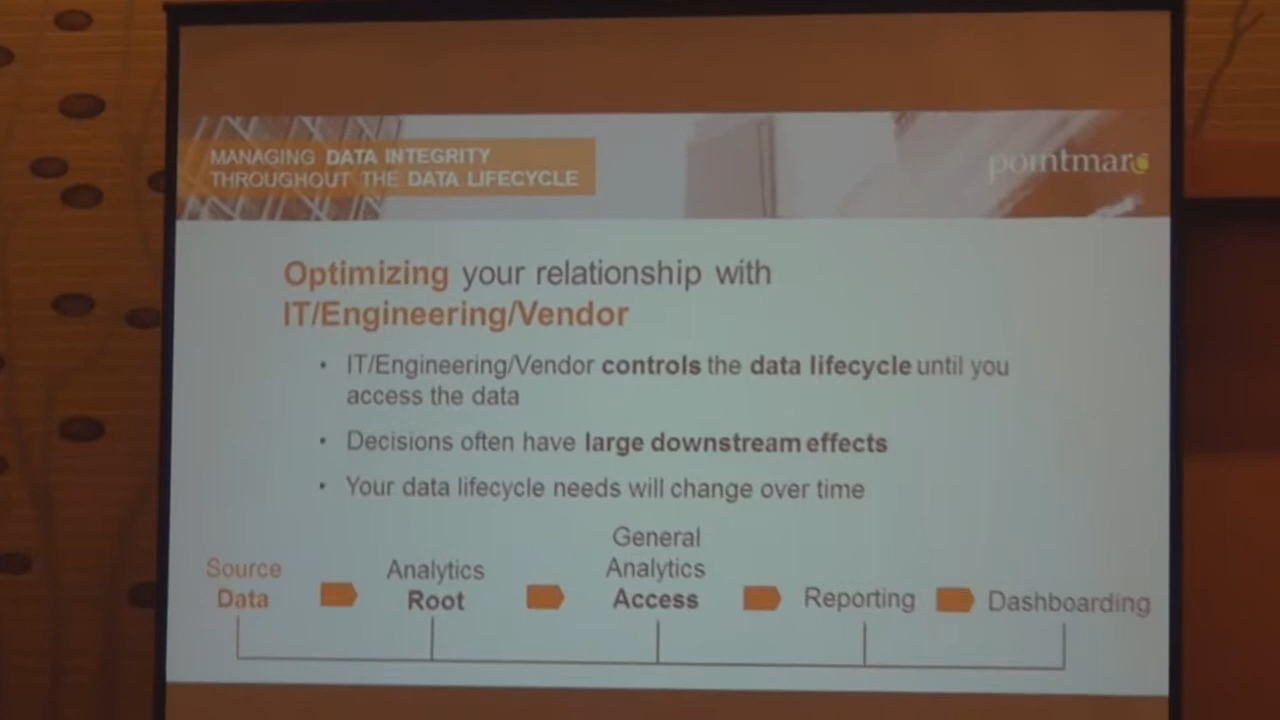 MANAGING DATA INTEGRITY
THROUGHOUT THE DATA LIFECYCLE
pointmarc
Optimizing your relationship with
IT/Engineering/Vendor
• IT/Engineering/Vendor controls the data lifecycle until you
access the data
• Decisions often have large downstream effects
• Your data lifecycle needs will change over time
Source
Data
Analytics
Root
General
Analytics
Access
Reporting
Dashboarding